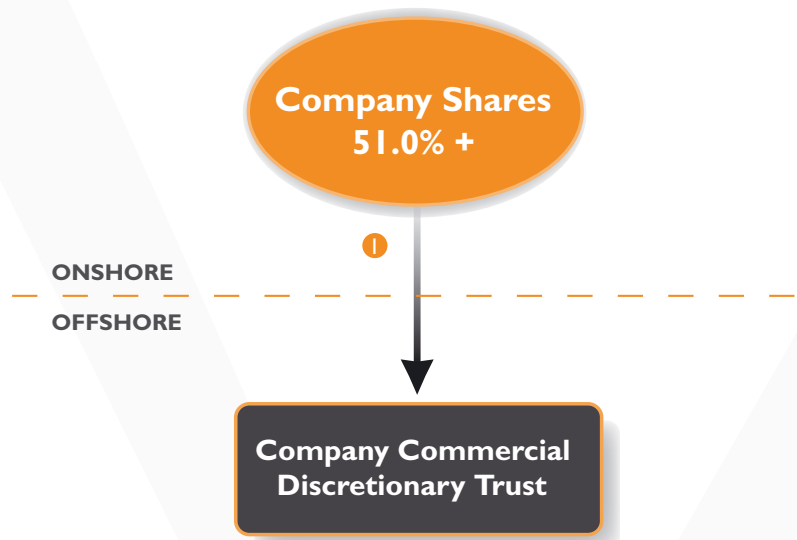 Company Shares
51.0% +
1
ONSHORE
OFFSHORE
Company Commercial
Discretionary Trust